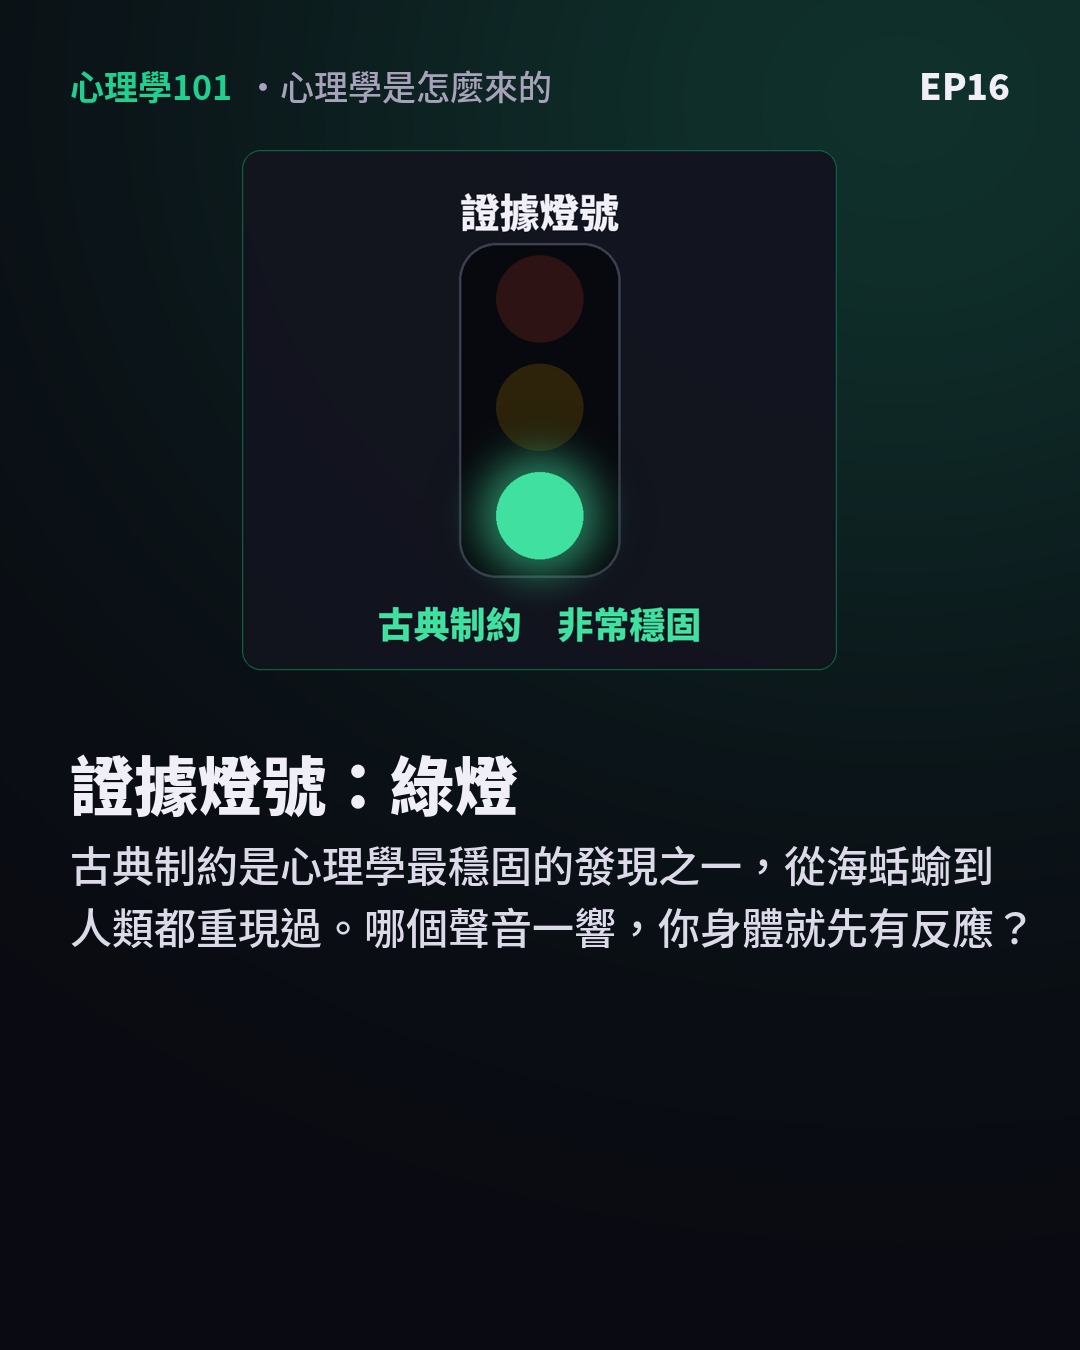 心理學101 ・心理學是怎麼來的
EP16
證據燈號
古典制約　非常穩固
證據燈號：綠燈
古典制約是心理學最穩固的發現之一，從海蛞蝓到
人類都重現過。哪個聲音一響，你身體就先有反應？